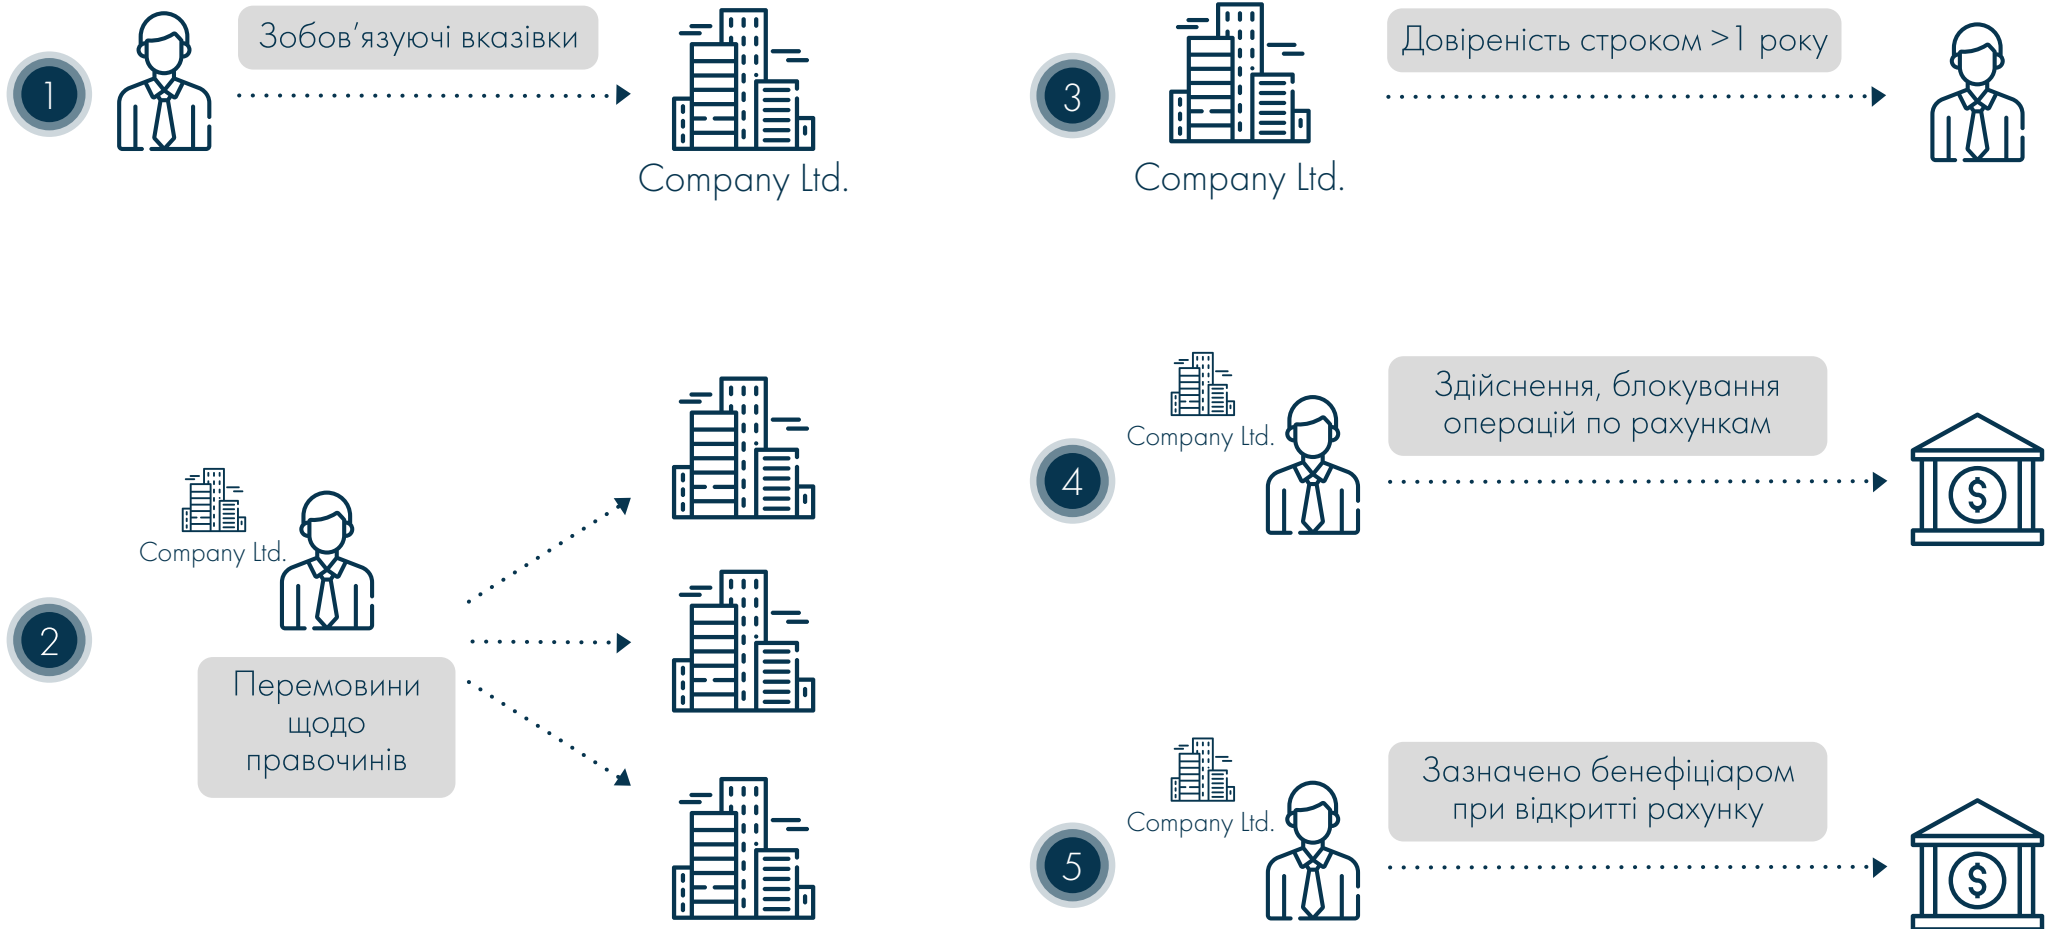 1
Зобов’язуючі вказівки
Company Ltd.
2
Company Ltd.
Перемовини
щодо
правочинів
3
Company Ltd.
Довіреність строком >1 року
4
Company Ltd.
Здійснення, блокування
операцій по рахункам
$
5
Company Ltd.
Зазначено бенефіціаром
при відкритті рахунку
$